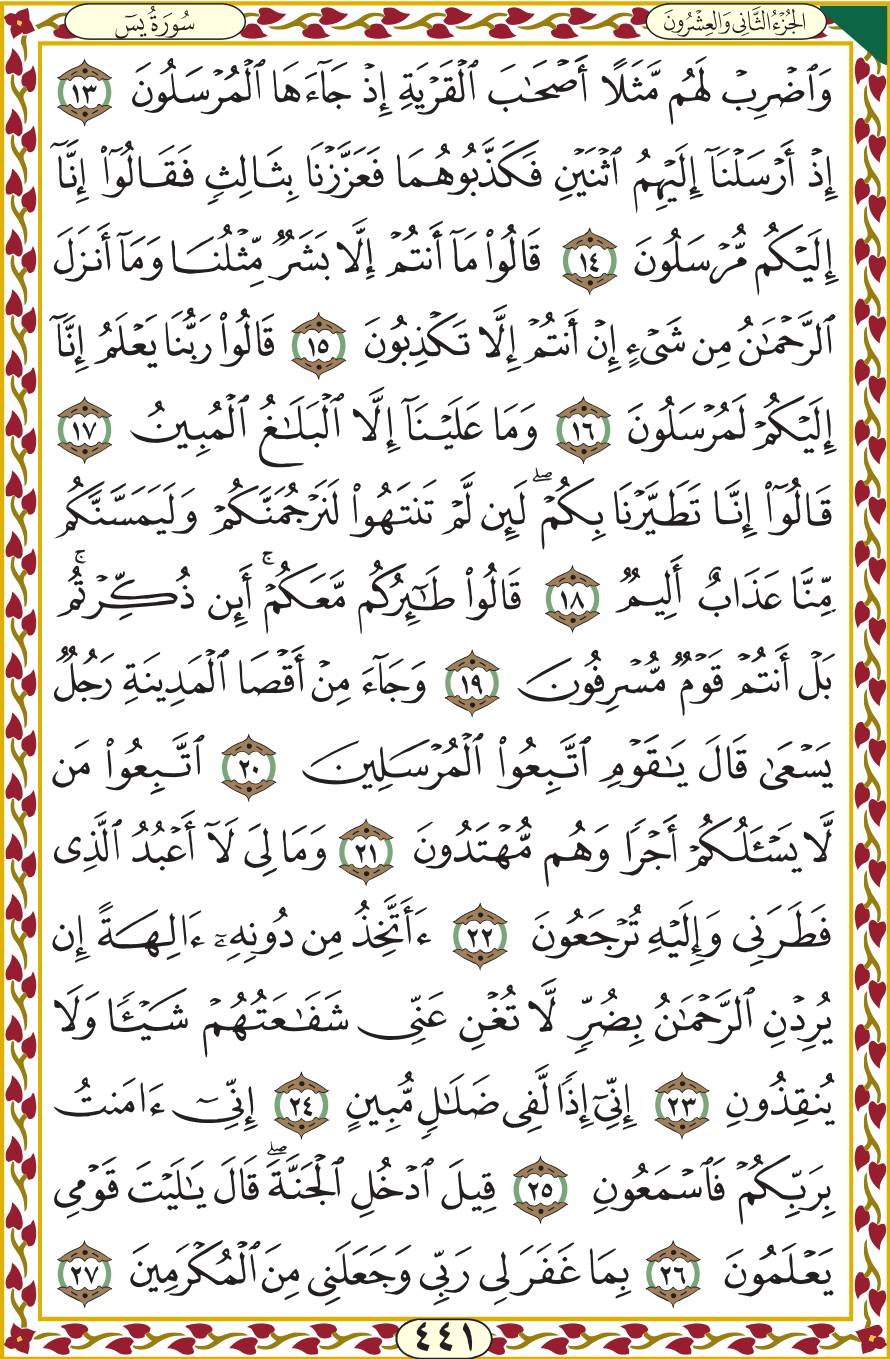 الجُزْءُ الثَّانِي وَالعِشْرُونَ
سُورَةُ يسٓ
وَٱضْرِبْ لَهُم مَّثَلًا أَصْحَٰبَ ٱلْقَرْيَةِ إِذْ جَآءَهَا ٱلْمُرْسَلُونَ ١٣
إِذْ أَرْسَلْنَآ إِلَيْهِمُ ٱثْنَيْنِ فَكَذَّبُوهُمَا فَعَزَّزْنَا بِثَالِثٍ فَقَالُوٓا۟ إِنَّآ
إِلَيْكُم مُّرْسَلُونَ ١٤ قَالُوا۟ مَآ أَنتُمْ إِلَّا بَشَرٌ مِّثْلُنَا وَمَآ أَنزَلَ
ٱلرَّحْمَٰنُ مِن شَىْءٍ إِنْ أَنتُمْ إِلَّا تَكْذِبُونَ ١٥ قَالُوا۟ رَبُّنَا يَعْلَمُ إِنَّآ
إِلَيْكُمْ لَمُرْسَلُونَ ١٦ وَمَا عَلَيْنَآ إِلَّا ٱلْبَلَٰغُ ٱلْمُبِينُ ١٧
قَالُوٓا۟ إِنَّا تَطَيَّرْنَا بِكُمْ ۖ لَئِن لَّمْ تَنتَهُوا۟ لَنَرْجُمَنَّكُمْ وَلَيَمَسَّنَّكُم
مِّنَّا عَذَابٌ أَلِيمٌ ١٨ قَالُوا۟ طَٰٓئِرُكُم مَّعَكُمْ ۚ أَئِن ذُكِّرْتُم ۚ
بَلْ أَنتُمْ قَوْمٌ مُّسْرِفُونَ ١٩ وَجَآءَ مِنْ أَقْصَا ٱلْمَدِينَةِ رَجُلٌ
يَسْعَىٰ قَالَ يَٰقَوْمِ ٱتَّبِعُوا۟ ٱلْمُرْسَلِينَ ٢٠ ٱتَّبِعُوا۟ مَن
لَّا يَسْـَٔلُكُمْ أَجْرًا وَهُم مُّهْتَدُونَ ٢١ وَمَا لِىَ لَآ أَعْبُدُ ٱلَّذِى
فَطَرَنِى وَإِلَيْهِ تُرْجَعُونَ ٢٢ ءَأَتَّخِذُ مِن دُونِهِۦٓ ءَالِهَةً إِن
يُرِدْنِ ٱلرَّحْمَٰنُ بِضُرٍّ لَّا تُغْنِ عَنِّى شَفَٰعَتُهُمْ شَيْـًٔا وَلَا
يُنقِذُونِ ٢٣ إِنِّىٓ إِذًا لَّفِى ضَلَٰلٍ مُّبِينٍ ٢٤ إِنِّىٓ ءَامَنتُ
بِرَبِّكُمْ فَٱسْمَعُونِ ٢٥ قِيلَ ٱدْخُلِ ٱلْجَنَّةَ ۖ قَالَ يَٰلَيْتَ قَوْمِى
يَعْلَمُونَ ٢٦ بِمَا غَفَرَ لِى رَبِّى وَجَعَلَنِى مِنَ ٱلْمُكْرَمِينَ ٢٧
٤٤١